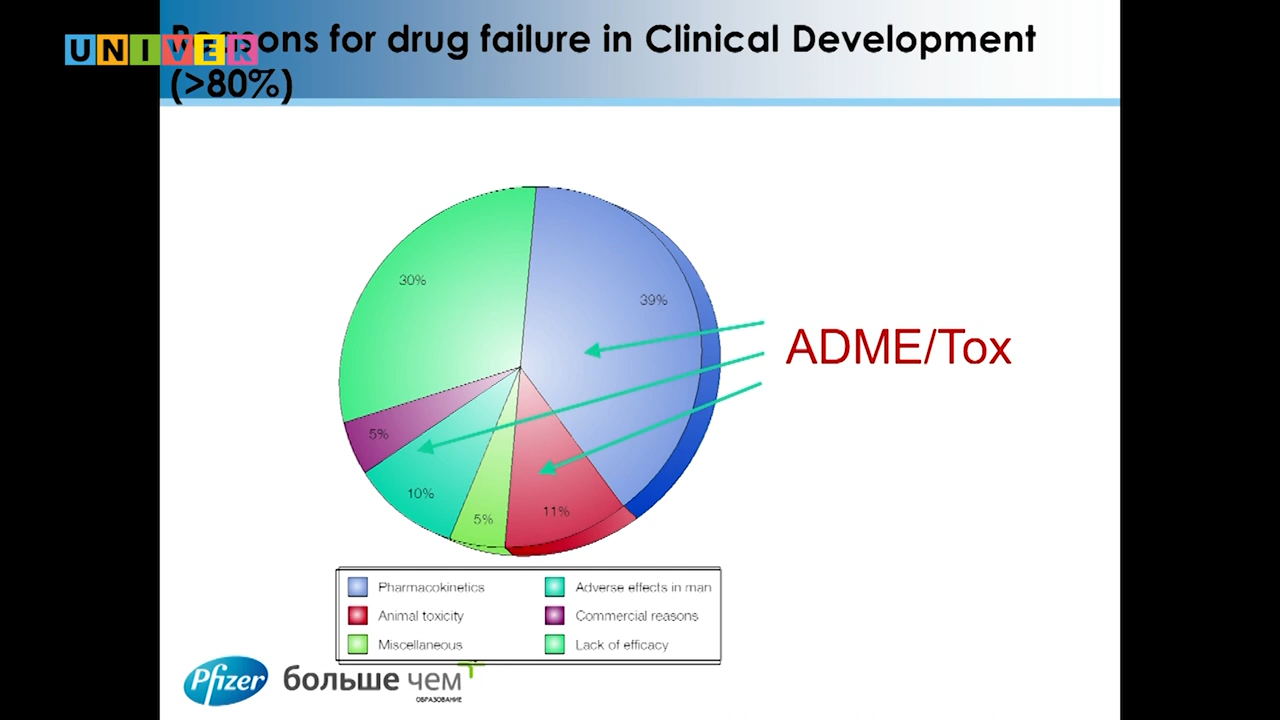 UNIVER
Reasons for drug failure in Clinical Development
(>80%)
30%
39%
ADME/Tox
5%
10%
5%
11%
Pharmacokinetics
Adverse effects in man
Animal toxicity
Commercial reasons
Miscellaneous
Lack of efficacy
Pfizer
больше чем
ОБРАЗОВАНИЕ